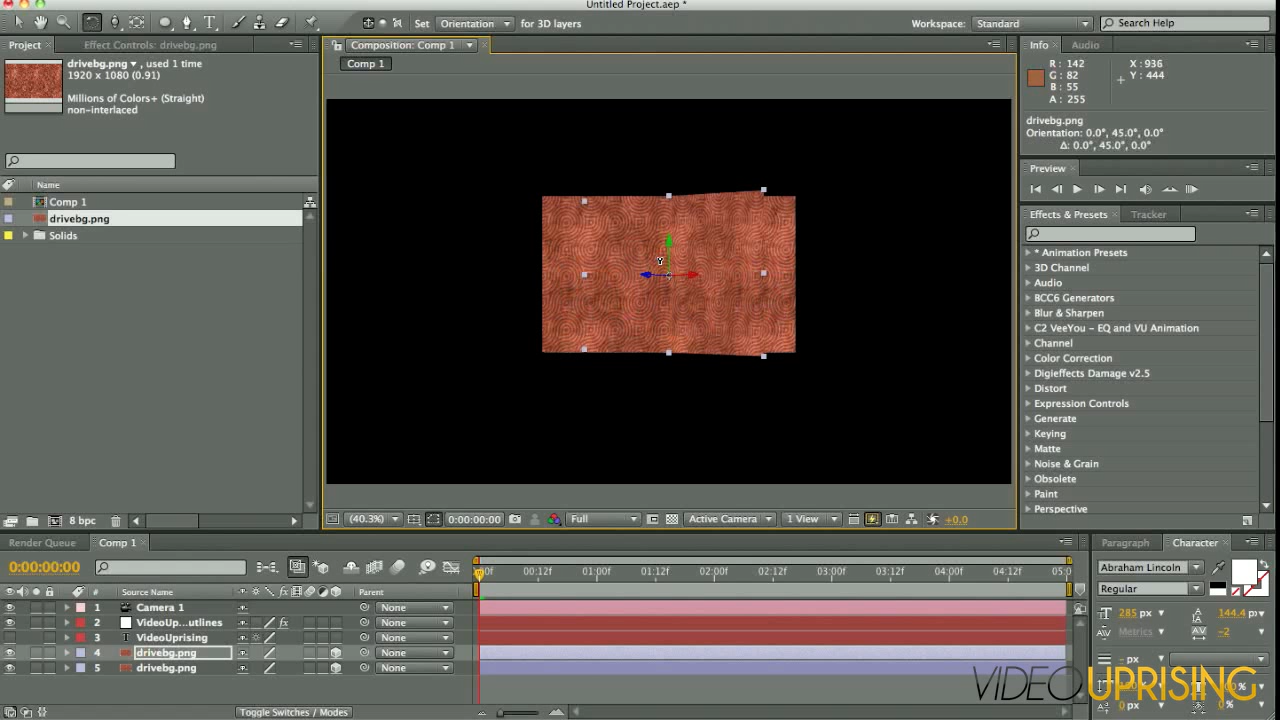 Untitled Project.aep *
Set Orientation for 3D layers
Workspace: Standard
Search Help
Project
Effect Controls: drivebg.png
drivebg.png ▾ , used 1 time
1920 x 1080 (0.91)
Millions of Colors+ (Straight)
non-interlaced
Name
Comp 1
drivebg.png
Solids
8 bpc
Composition: Comp 1
Comp 1
(40.3%)
0:00:00:00
Full
Active Camera
1 View
+0.0
Info
Audio
R : 142
G : 82
B : 55
A : 255
X : 936
Y : 444
drivebg.png
Orientation: 0.0°, 45.0°, 0.0°
Δ: 0.0°, 45.0°, 0.0°
Preview
Effects & Presets
Tracker
* Animation Presets
3D Channel
Audio
BCC6 Generators
Blur & Sharpen
C2 VeeYou - EQ and VU Animation
Channel
Color Correction
Digieffects Damage v2.5
Distort
Expression Controls
Generate
Keying
Matte
Noise & Grain
Obsolete
Paint
Perspective
Render Queue
Comp 1
0:00:00:00
00:12f
01:00f
01:12f
02:00f
02:12f
03:00f
03:12f
04:00f
04:12f
# Source Name
Parent
1 Camera 1 None
2 VideoUp...utlines None
3 T VideoUprising None
4 drivebg.png None
5 drivebg.png None
Toggle Switches / Modes
Paragraph
Character
Abraham Lincoln
Regular
285 px
144.4 p
Metrics
-2
- px
0 px
VIDEOUPRISING